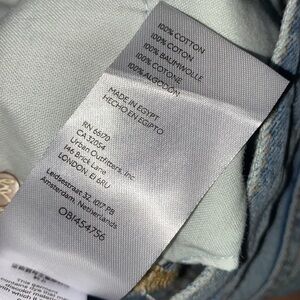 100% COTTON
100% COTON
100% BAUMWOLLE
100% COTONE
100% ALGODÓN
MADE IN EGYPT
HECHO EN EGIPTO
RN 66170
CA 32054
Urban Outfitters, Inc
146 Brick Lane
LONDON, E1 6RU
Leidsestraat 32, 1017 PB
Amsterdam, Netherlands
OB1454756